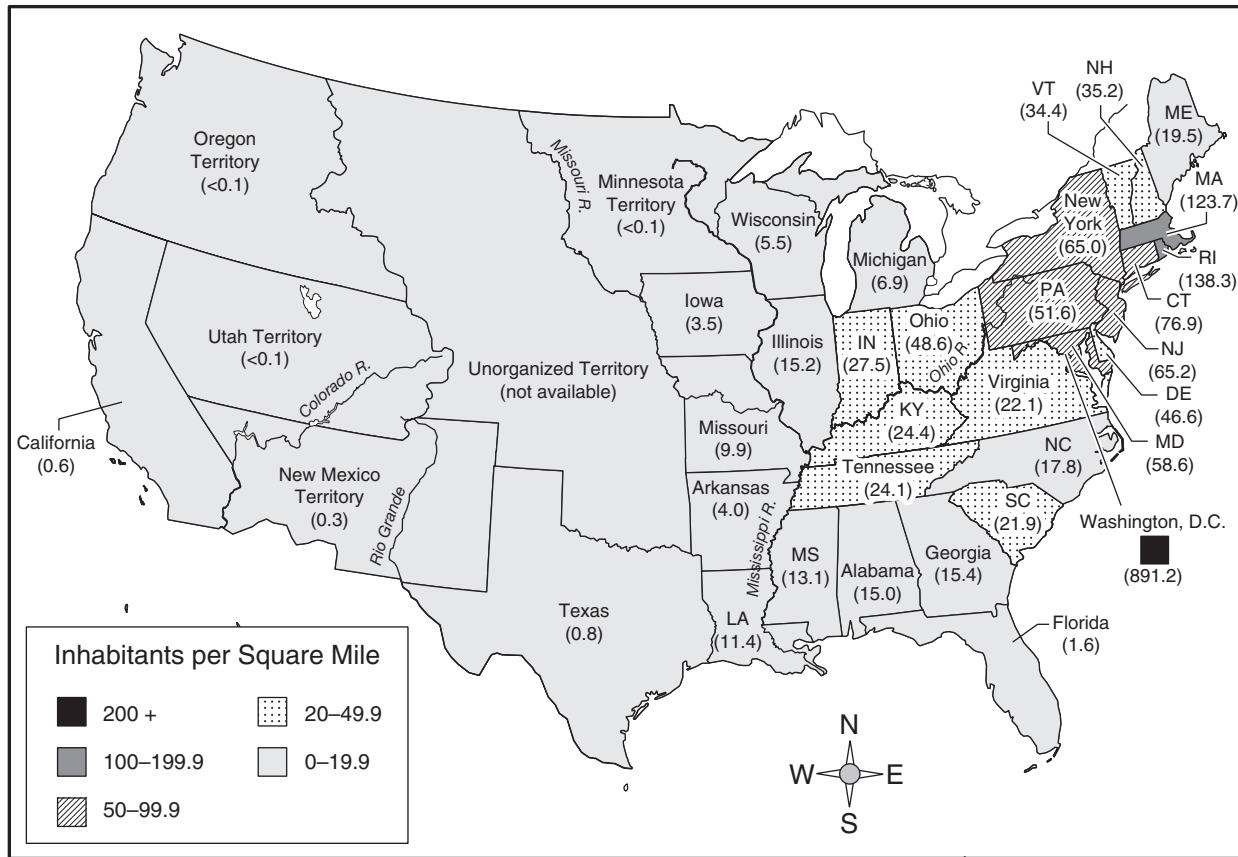 NH
(35.2)
VT
(34.4)
ME
(19.5)
Oregon
Territory
(<0.1)
Missouri R.
Minnesota
Territory
(<0.1)
MA
(123.7)
New
York
(65.0)
Wisconsin
(5.5)
Michigan
(6.9)
RI
(138.3)
CT
(76.9)
PA
(51.6)
Iowa
(3.5)
Utah Territory
(<0.1)
Colorado R.
Unorganized Territory
(not available)
Illinois
(15.2)
IN
(27.5)
Ohio
(48.6)
Ohio R.
NJ
(65.2)
Virginia
(22.1)
DE
(46.6)
MD
(58.6)
California
(0.6)
KY
(24.4)
Missouri
(9.9)
NC
(17.8)
Tennessee
(24.1)
New Mexico
Territory
(0.3)
Rio Grande
Arkansas
(4.0)
Mississippi R.
SC
(21.9)
Washington, D.C.
(891.2)
MS
(13.1)
Alabama
(15.0)
Georgia
(15.4)
Texas
(0.8)
LA
(11.4)
Florida
(1.6)
Inhabitants per Square Mile
200 +
20–49.9
100–199.9
0–19.9
50–99.9
N
W
E
S